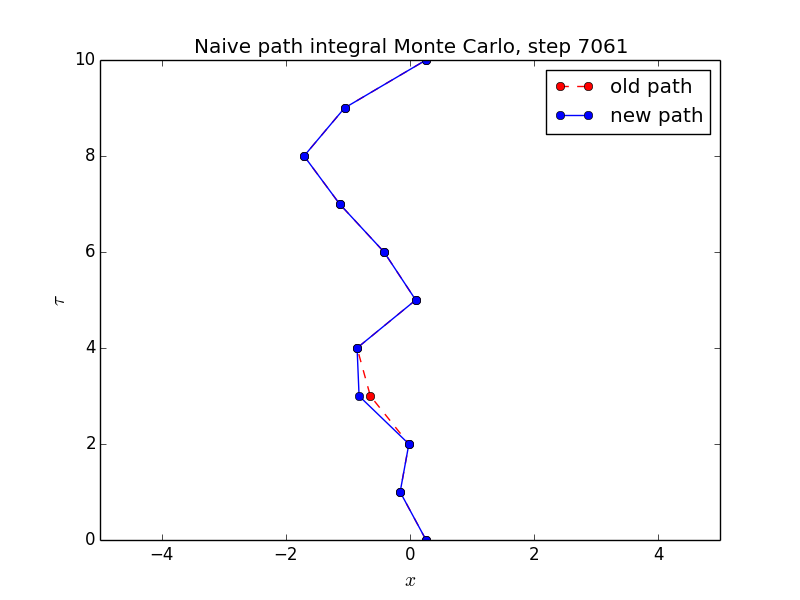 Naive path integral Monte Carlo, step 7061
old path
new path
10
8
6
4
2
0
τ
−4
−2
0
2
4
x